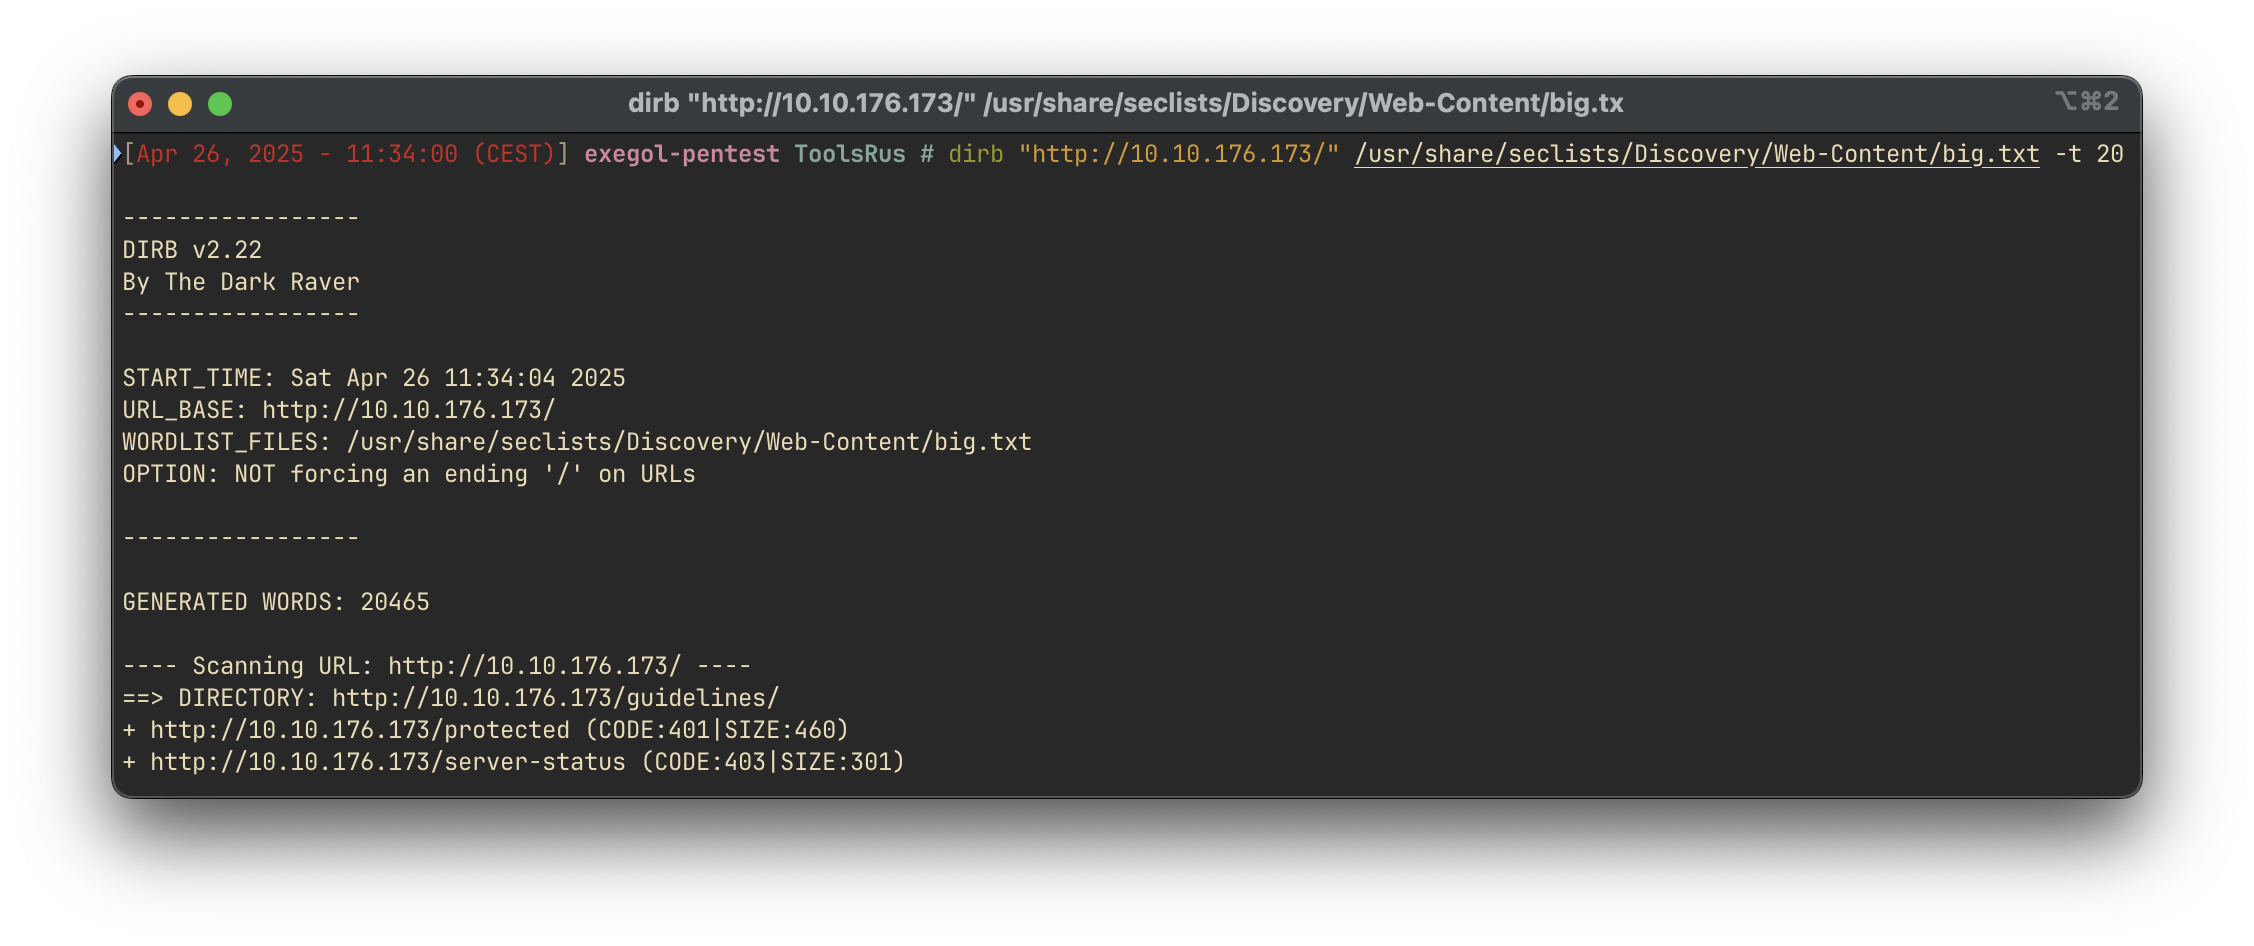 dirb "http://10.10.176.173/" /usr/share/seclists/Discovery/Web-Content/big.tx ⌥⌘2
[Apr 26, 2025 - 11:34:00 (CEST)] exegol-pentest ToolsRus # dirb "http://10.10.176.173/" /usr/share/seclists/Discovery/Web-Content/big.txt -t 20
-----------------
DIRB v2.22
By The Dark Raver
-----------------
START_TIME: Sat Apr 26 11:34:04 2025
URL_BASE: http://10.10.176.173/
WORDLIST_FILES: /usr/share/seclists/Discovery/Web-Content/big.txt
OPTION: NOT forcing an ending '/' on URLs
-----------------
GENERATED WORDS: 20465
---- Scanning URL: http://10.10.176.173/ ----
==> DIRECTORY: http://10.10.176.173/guidelines/
+ http://10.10.176.173/protected (CODE:401|SIZE:460)
+ http://10.10.176.173/server-status (CODE:403|SIZE:301)